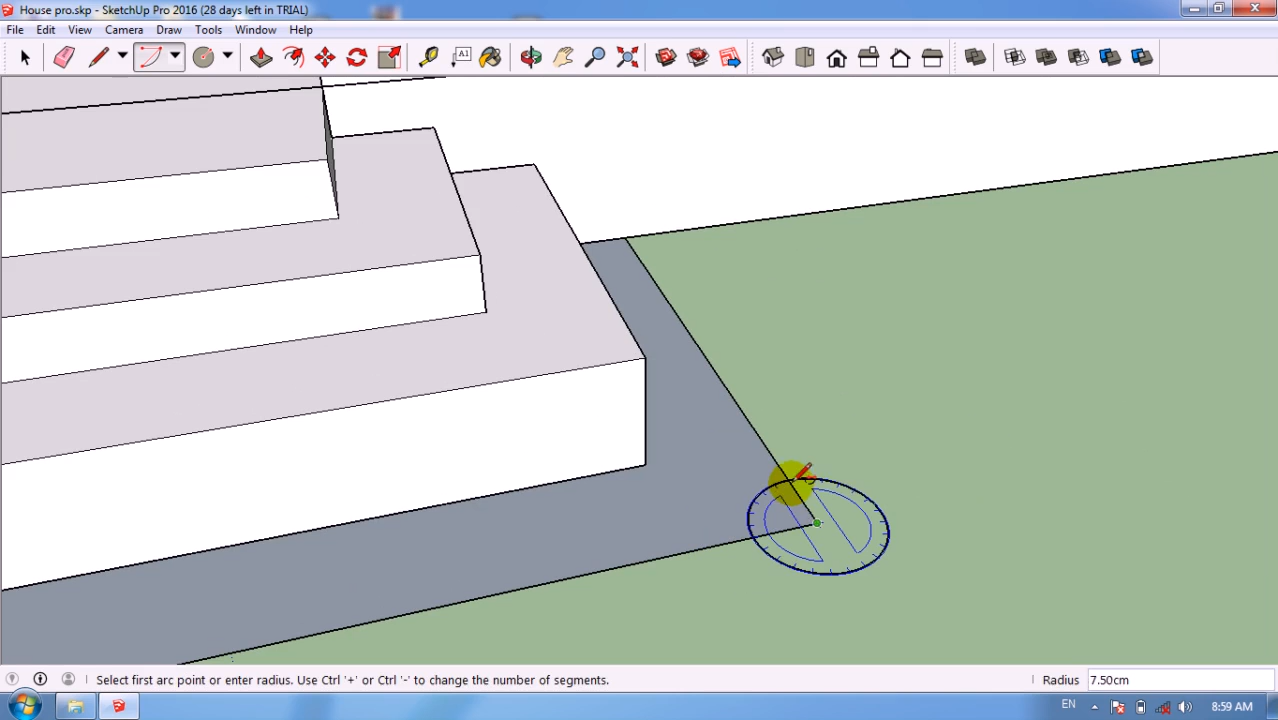 House pro.skp - SketchUp Pro 2016 (28 days left in TRIAL)
File Edit View Camera Draw Tools Window Help
A1
Select first arc point or enter radius. Use Ctrl '+' or Ctrl '-' to change the number of segments.
Radius 7.50cm
EN 8:59 AM